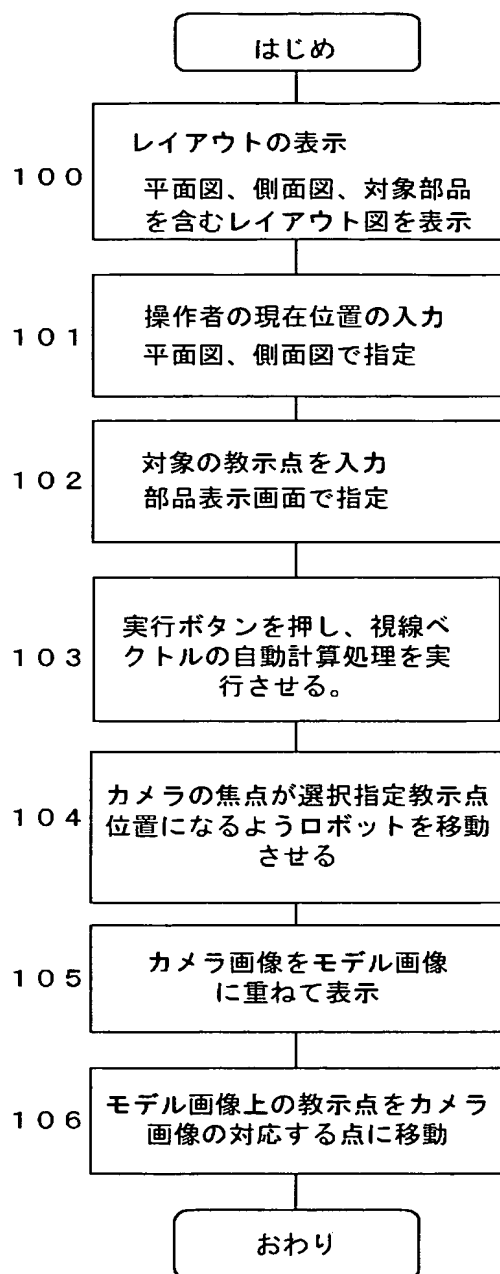 はじめ
100
レイアウトの表示
平面図、側面図、対象部品
を含むレイアウト図を表示
101
操作者の現在位置の入力
平面図、側面図で指定
102
対象の教示点を入力
部品表示画面で指定
103
実行ボタンを押し、視線ベ
クトルの自動計算処理を実
行させる。
104
カメラの焦点が選択指定教示点
位置になるようロボットを移動
させる
105
カメラ画像をモデル画像
に重ねて表示
106
モデル画像上の教示点をカメラ
画像の対応する点に移動
おわり